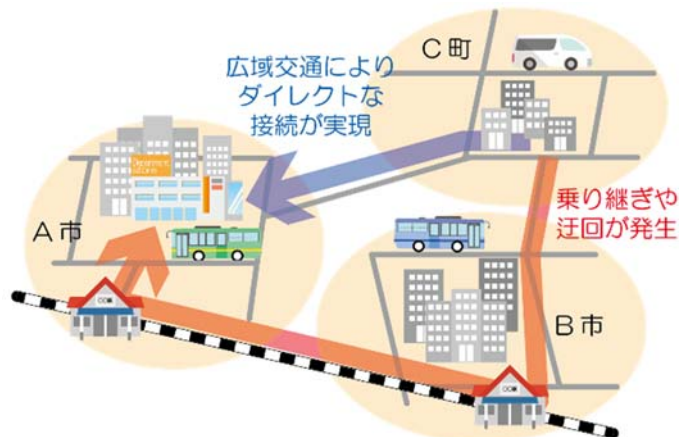 C町
広域交通により
ダイレクトな
接続が実現
A市
乗り継ぎや
迂回が発生
B市